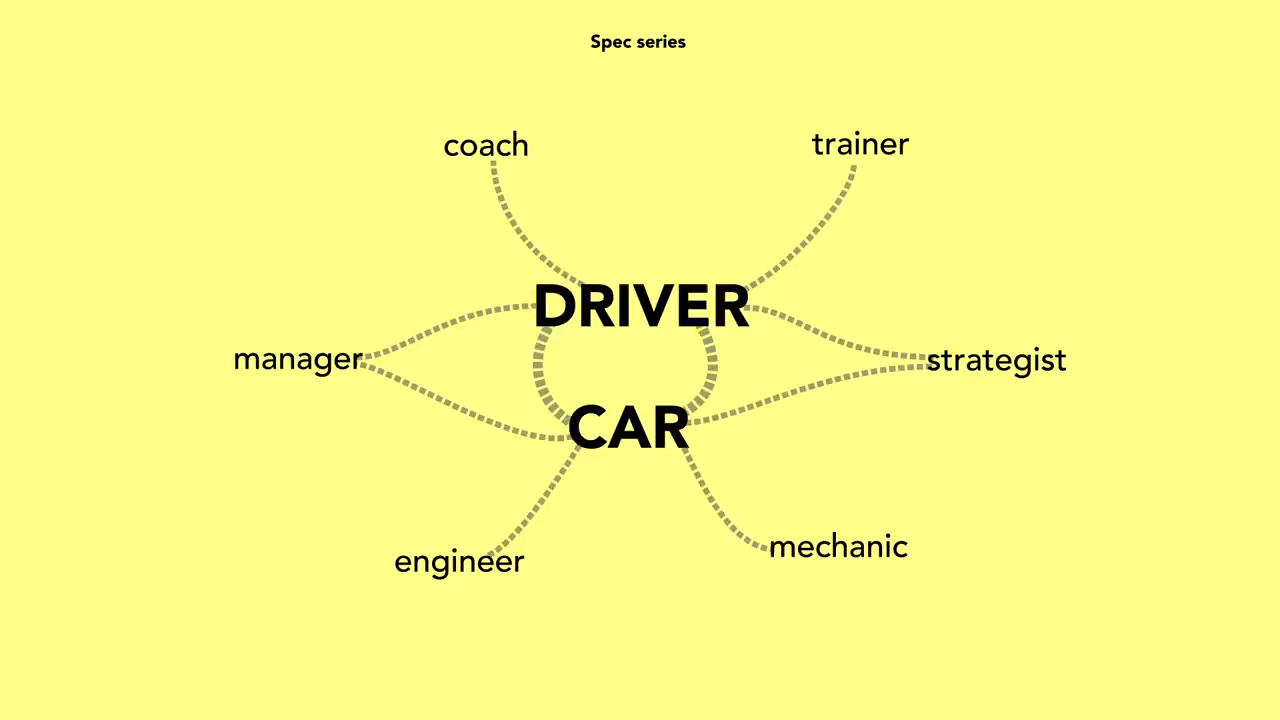 Spec series
coach
trainer
DRIVER
manager
strategist
CAR
engineer
mechanic